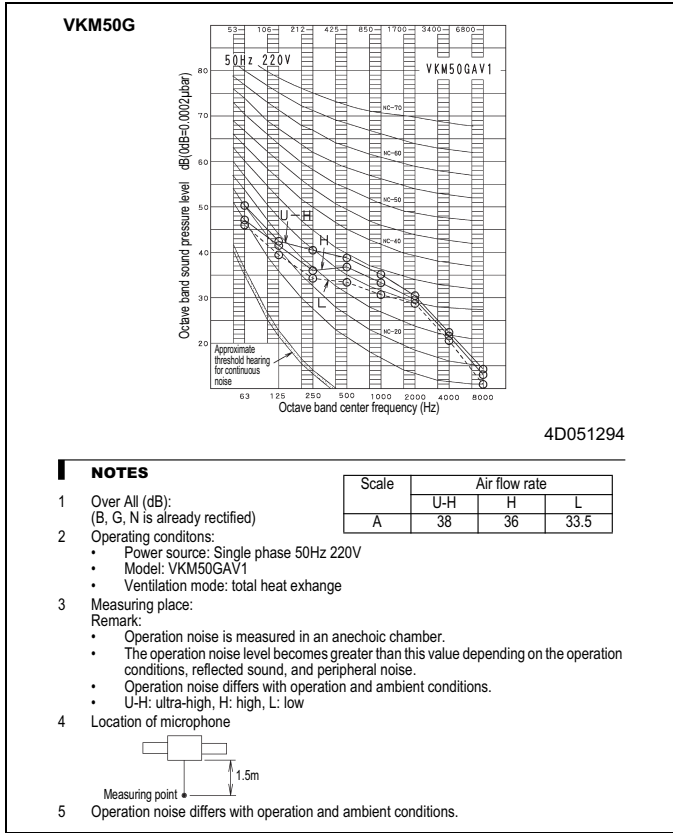 VKM50G
53 106 212 425 850 1700 3400 6800
50Hz 220V
VKM50GAV1
Octave band sound pressure level dB(0dB=0.0002μbar)
80
70
60
50
40
30
20
NC-70
NC-60
NC-50
NC-40
NC-20
U-H
H
L
Approximate
threshold hearing
for continuous
noise
63 125 250 500 1000 2000 4000 8000
Octave band center frequency (Hz)
4D051294
NOTES
Scale Air flow rate
U-H H L
A 38 36 33.5
1 Over All (dB):
(B, G, N is already rectified)
2 Operating conditons:
• Power source: Single phase 50Hz 220V
• Model: VKM50GAV1
• Ventilation mode: total heat exhange
3 Measuring place:
Remark:
• Operation noise is measured in an anechoic chamber.
• The operation noise level becomes greater than this value depending on the operation
conditions, reflected sound, and peripheral noise.
• Operation noise differs with operation and ambient conditions.
• U-H: ultra-high, H: high, L: low
4 Location of microphone
1.5m
Measuring point
5 Operation noise differs with operation and ambient conditions.